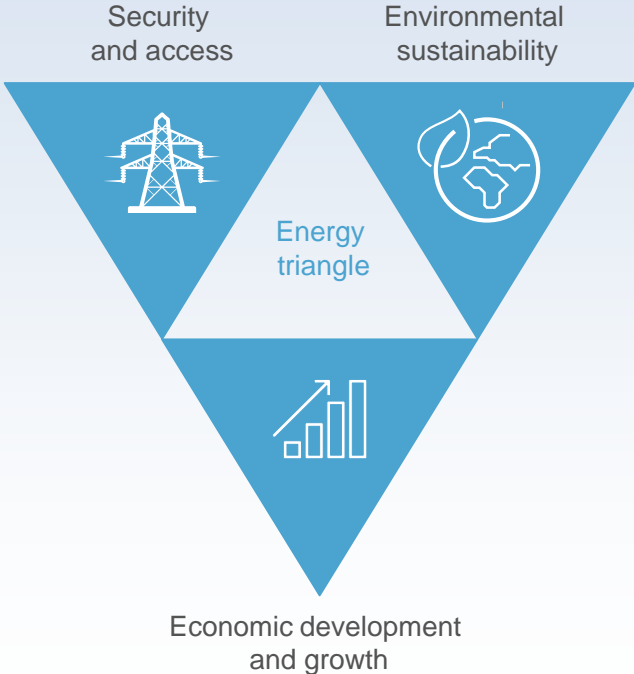 Security
and access
Environmental
sustainability
Energy
triangle
Economic development
and growth